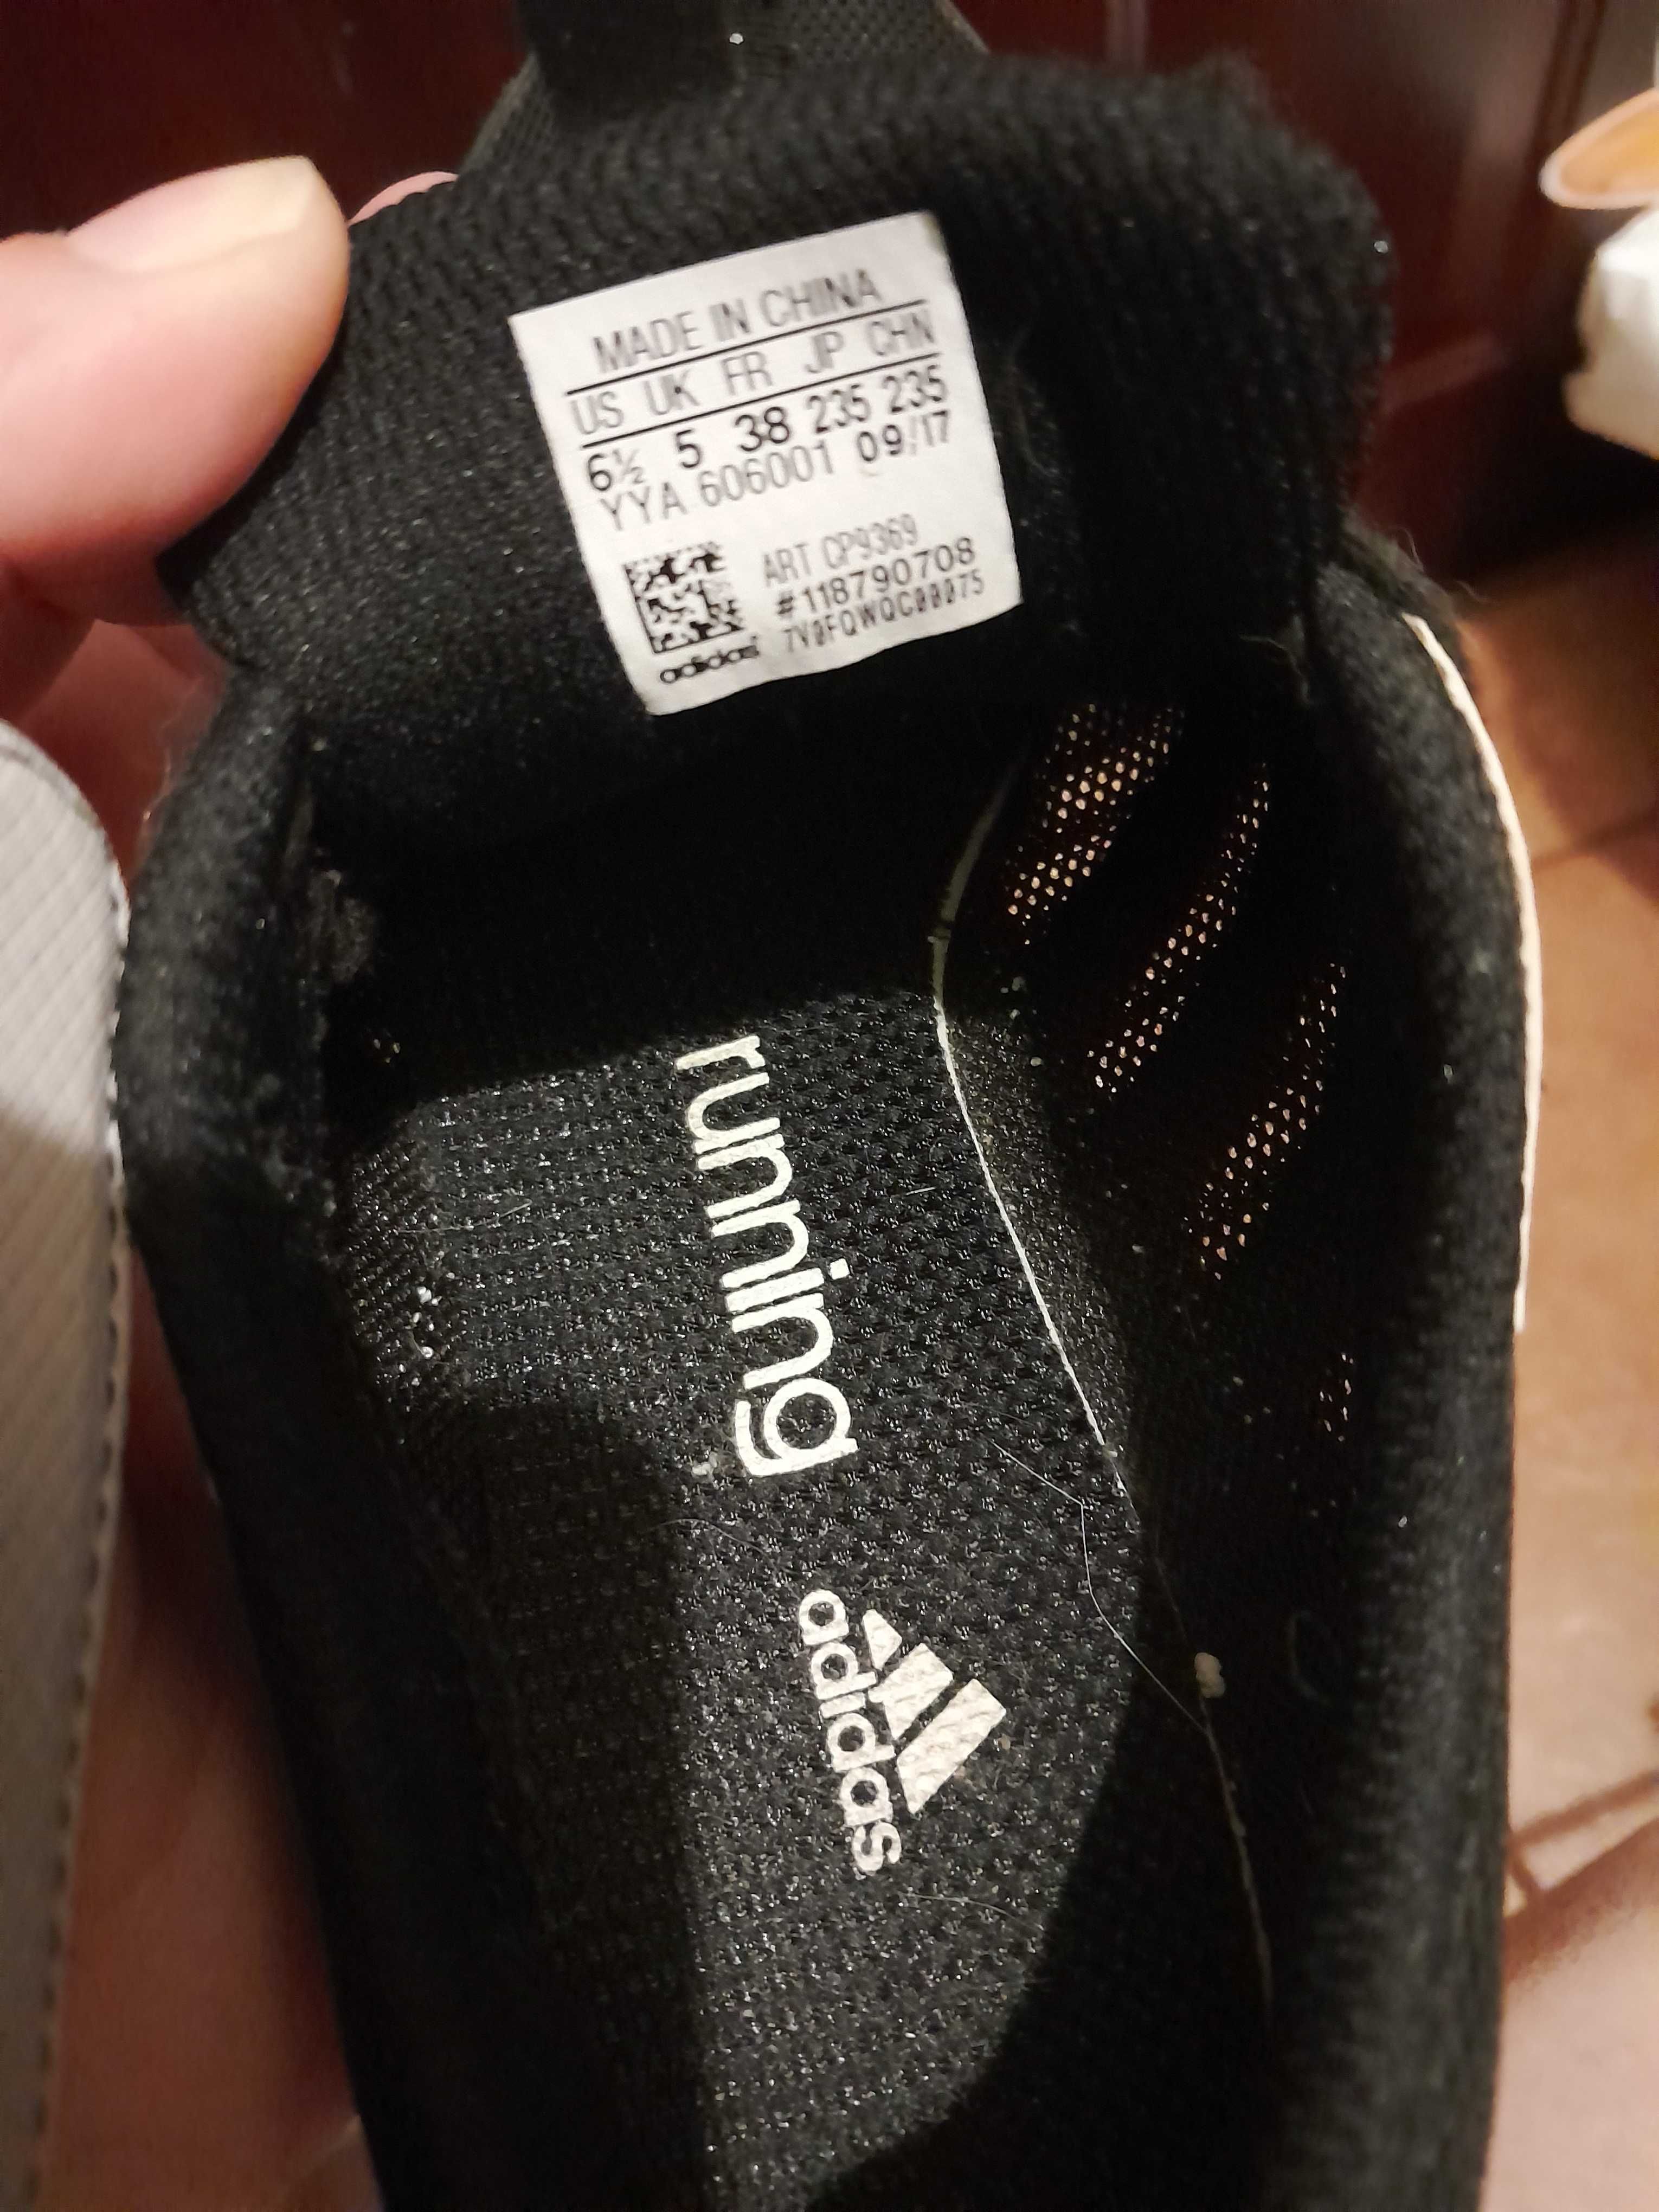 MADE IN CHINA
US UK FR JP CHN
6½ 5 38 235 235
YYA 606001 09/17
ART CP9369
#118790708
7V0FQWQC00075
adidas
running
adidas